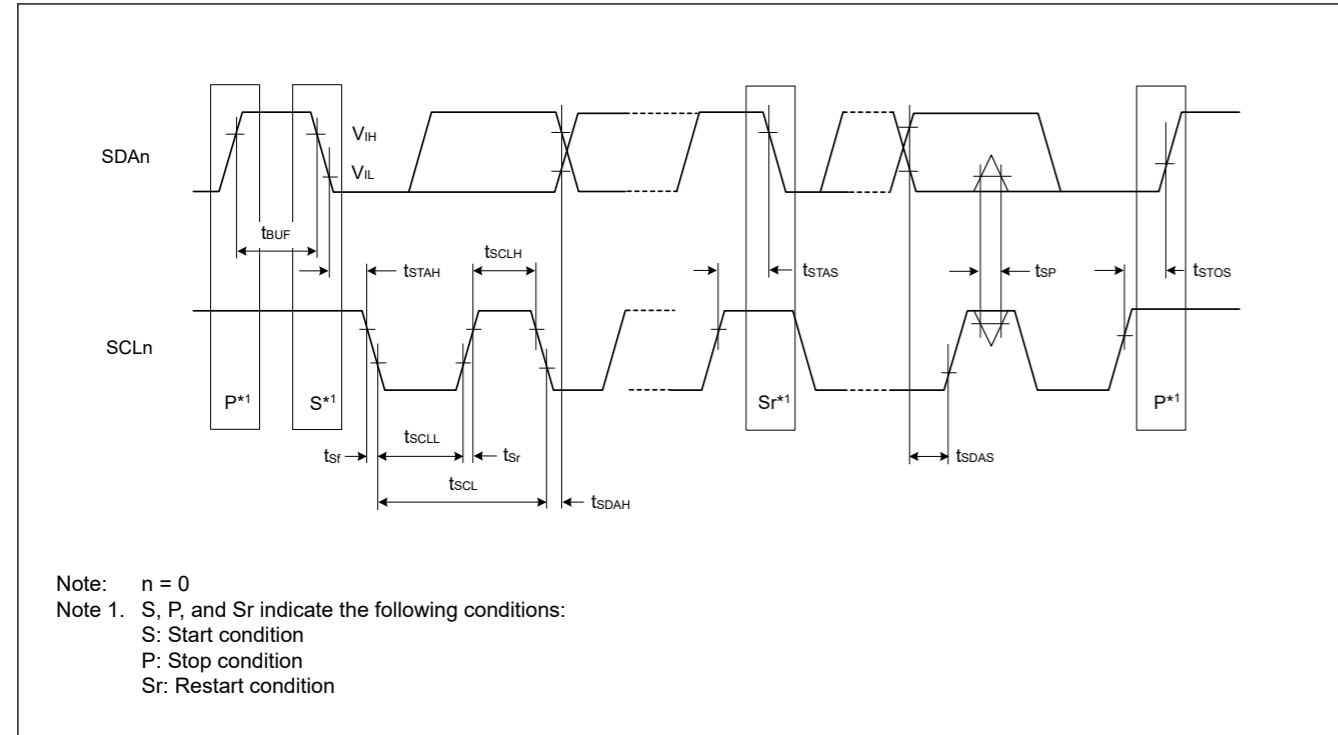 SDAn
VIH
VIL
tBUF
tSTAH
tSCLH
tSTAS
tSP
tSTOS
SCLn
P*1
S*1
Sr*1
P*1
tSf
tSCLL
tSr
tSDAS
tSCL
tSDAH
Note: n = 0
Note 1. S, P, and Sr indicate the following conditions:
S: Start condition
P: Stop condition
Sr: Restart condition